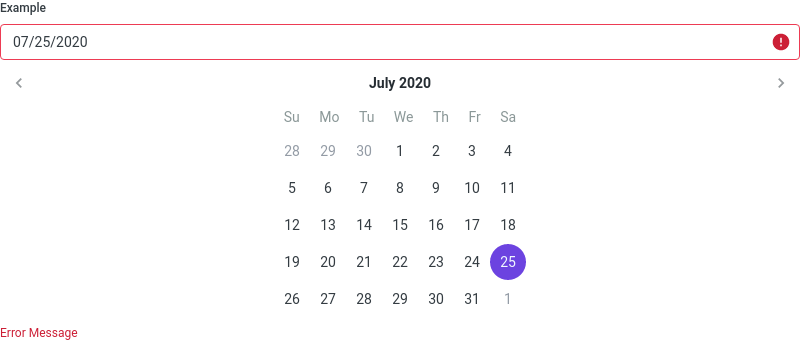 Example
07/25/2020
July 2020
Su Mo Tu We Th Fr Sa
28 29 30 1 2 3 4
5 6 7 8 9 10 11
12 13 14 15 16 17 18
19 20 21 22 23 24 25
26 27 28 29 30 31 1
Error Message